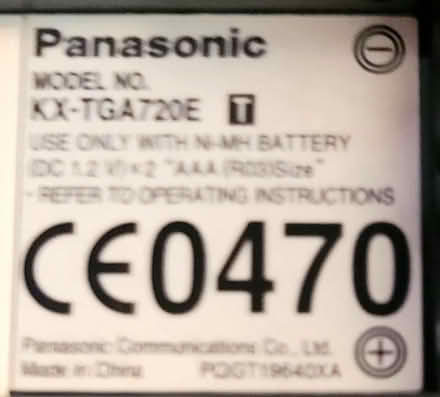 Panasonic
MODEL NO.
KX-TGA720E T
USE ONLY WITH Ni-MH BATTERY
(DC 1.2 V) × 2 "AAA (R03)Size"
- REFER TO OPERATING INSTRUCTIONS
CE0470
Panasonic Communications Co., Ltd.
Made in China PQGT19640XA